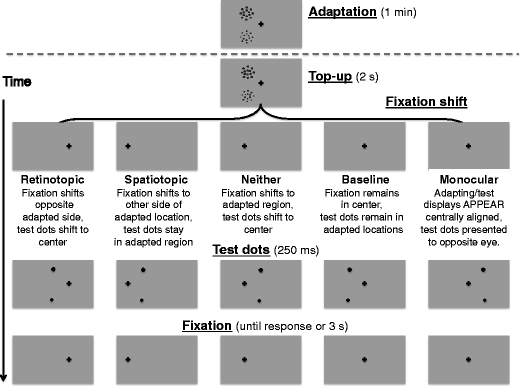 Adaptation (1 min)
Time
Top-up (2 s)
Fixation shift
Retinotopic
Fixation shifts
opposite
adapted side,
test dots shift to
center
Spatiotopic
Fixation shifts to
other side of
adapted location,
test dots stay
in adapted region
Neither
Fixation shifts to
adapted region,
test dots shift to
center
Baseline
Fixation remains
in center,
test dots remain in
adapted locations
Monocular
Adapting/test
displays APPEAR
centrally aligned,
test dots presented
to opposite eye.
Test dots (250 ms)
Fixation (until response or 3 s)